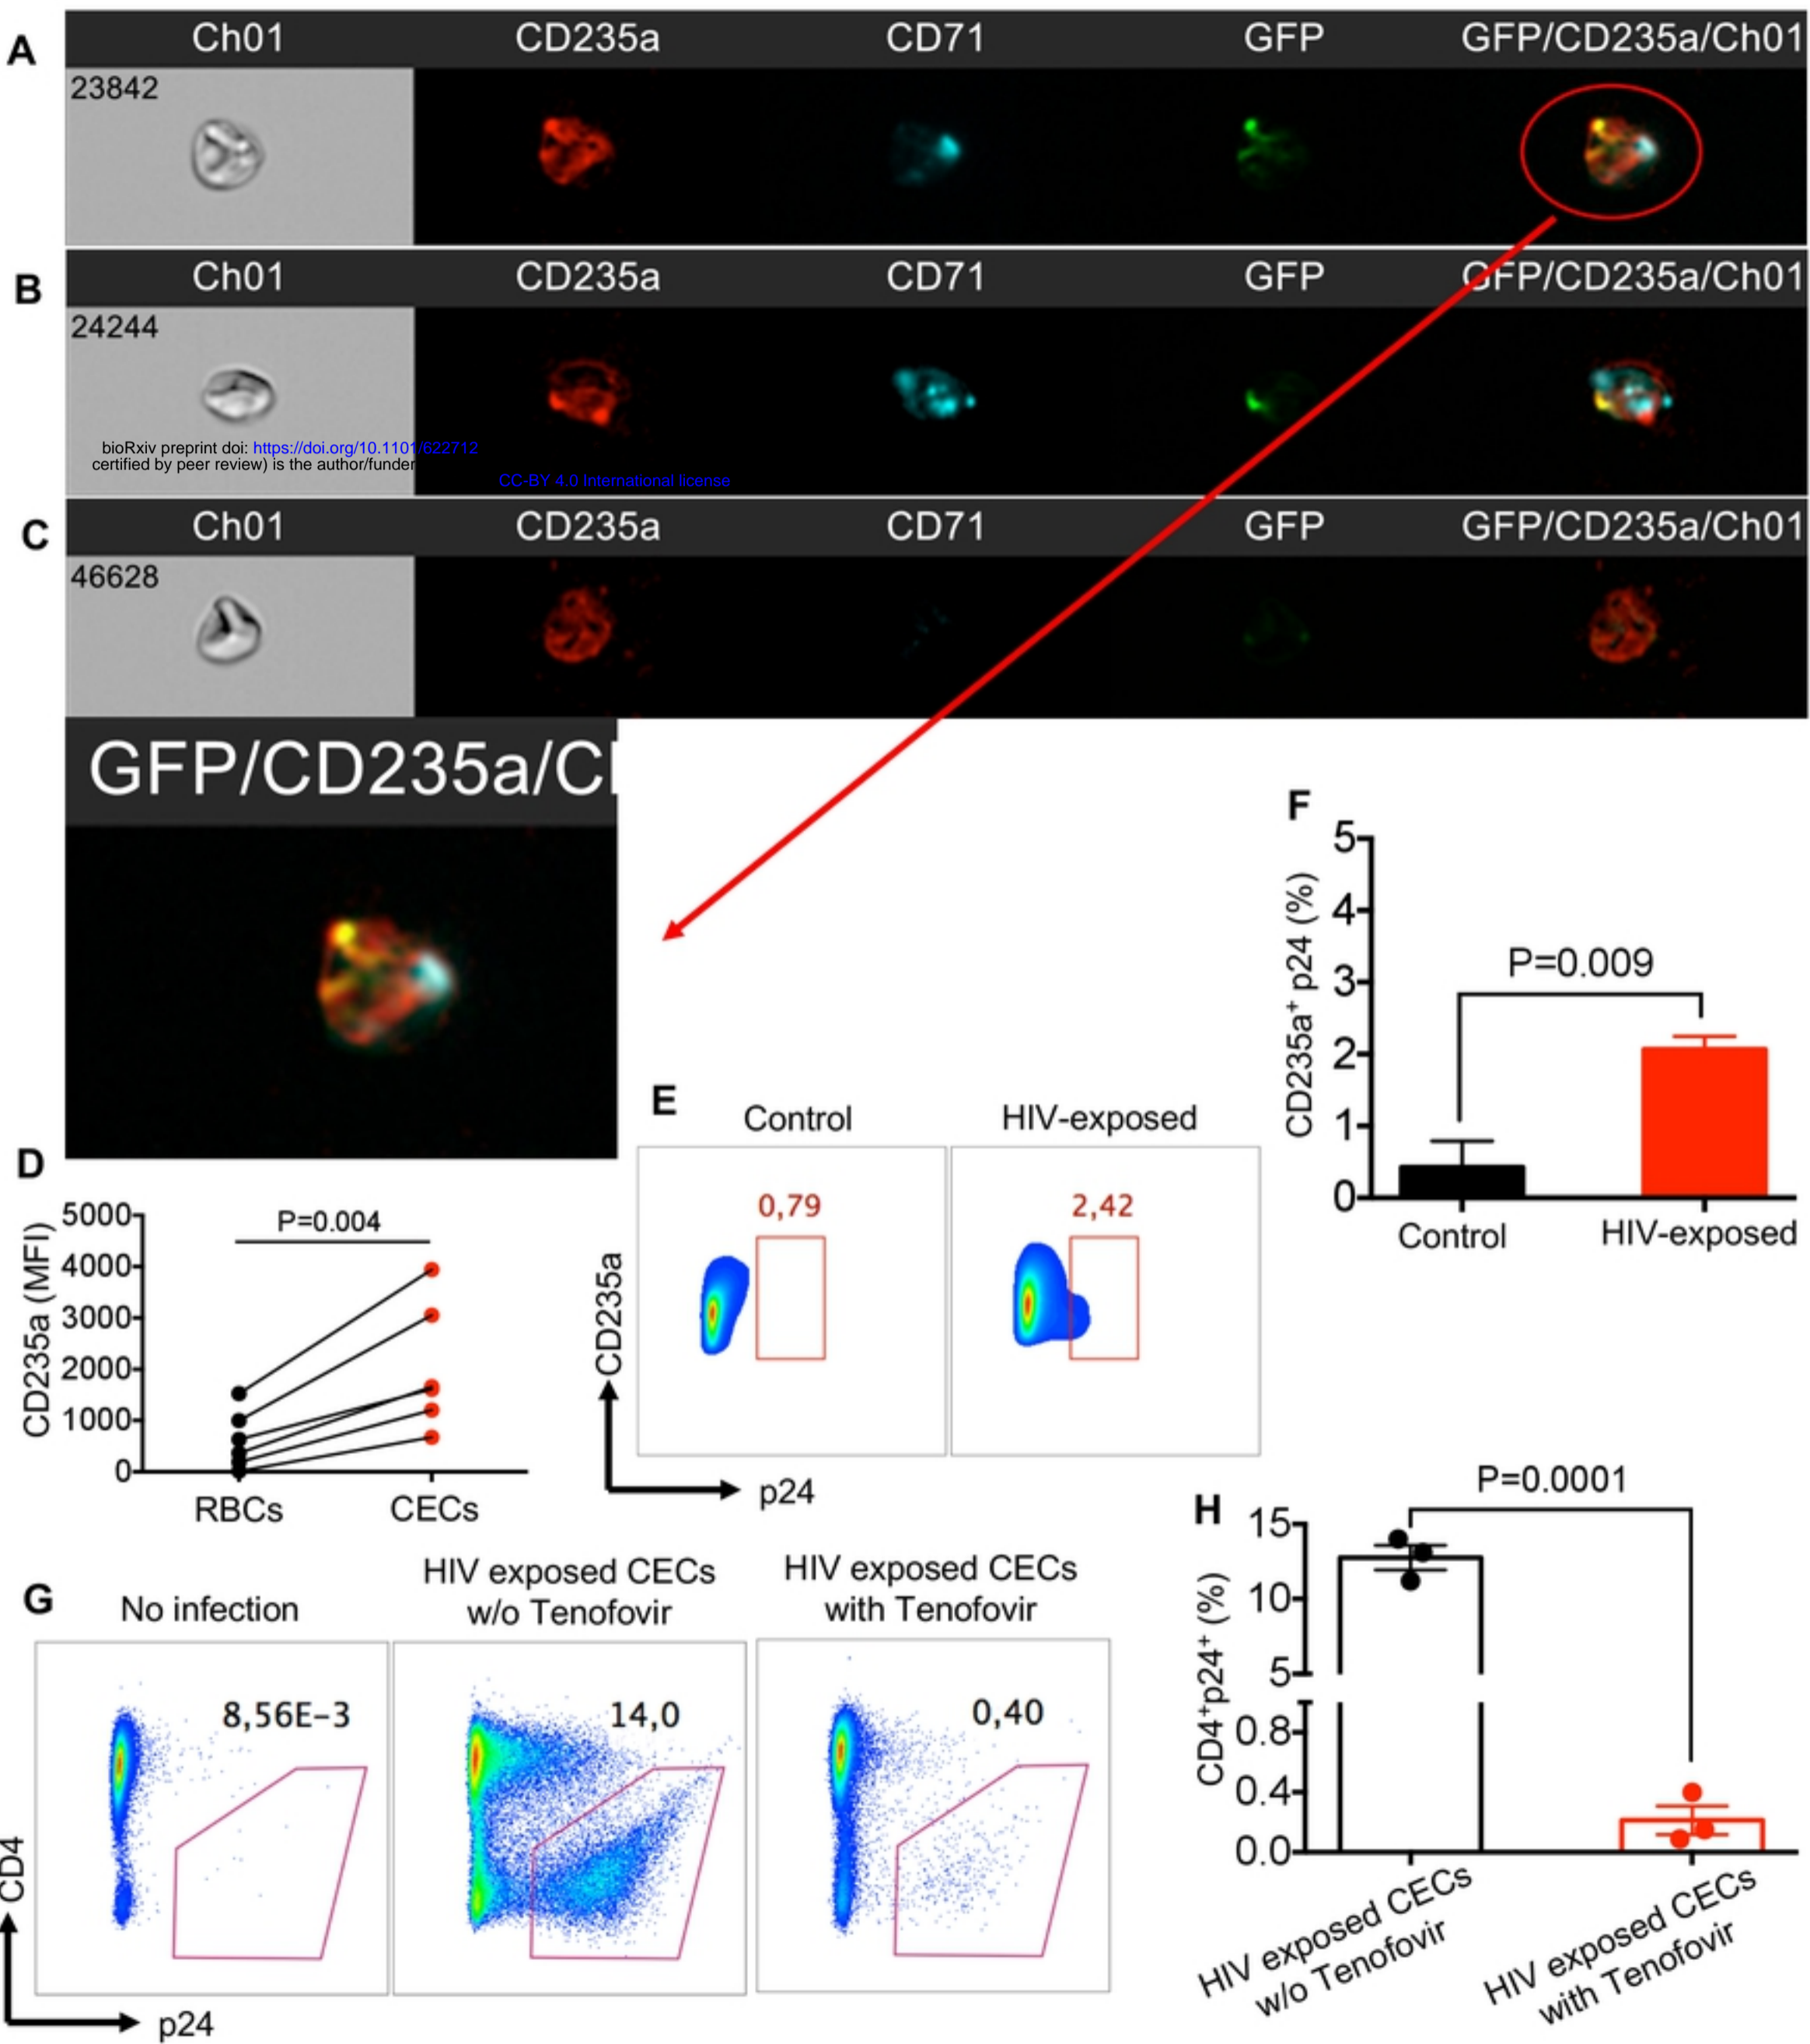 A
Ch01 CD235a CD71 GFP GFP/CD235a/Ch01
23842
B
Ch01 CD235a CD71 GFP GFP/CD235a/Ch01
24244
bioRxiv preprint doi: https://doi.org/10.1101/622712
certified by peer review) is the author/funder
CC-BY 4.0 International license
C
Ch01 CD235a CD71 GFP GFP/CD235a/Ch01
46628
GFP/CD235a/C
D
P=0.004
5000
4000
3000
2000
1000
0
CD235a (MFI)
RBCs CECs
E
Control HIV-exposed
0,79 2,42
CD235a
p24
F
5
4
3
2
1
0
P=0.009
CD235a⁺ p24 (%)
Control HIV-exposed
G
No infection
HIV exposed CECs
w/o Tenofovir
HIV exposed CECs
with Tenofovir
8,56E-3 14,0 0,40
CD4
p24
H
P=0.0001
15
10
5
0.8
0.4
0.0
CD4⁺p24⁺ (%)
HIV exposed CECs
w/o Tenofovir
HIV exposed CECs
with Tenofovir